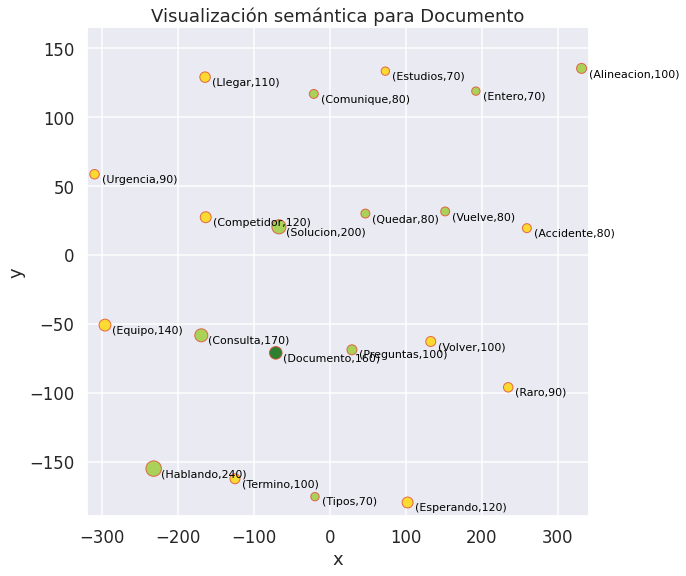 Visualización semántica para Documento
150
100
50
0
−50
−100
−150
y
(Llegar,110)
(Estudios,70)
(Alineacion,100)
(Comunique,80)
(Entero,70)
(Urgencia,90)
(Competidor,120)
(Solucion,200)
(Quedar,80)
(Vuelve,80)
(Accidente,80)
(Equipo,140)
(Consulta,170)
(Documento,160)
(Preguntas,100)
(Volver,100)
(Raro,90)
(Hablando,240)
(Termino,100)
(Tipos,70)
(Esperando,120)
−300 −200 −100 0 100 200 300
x